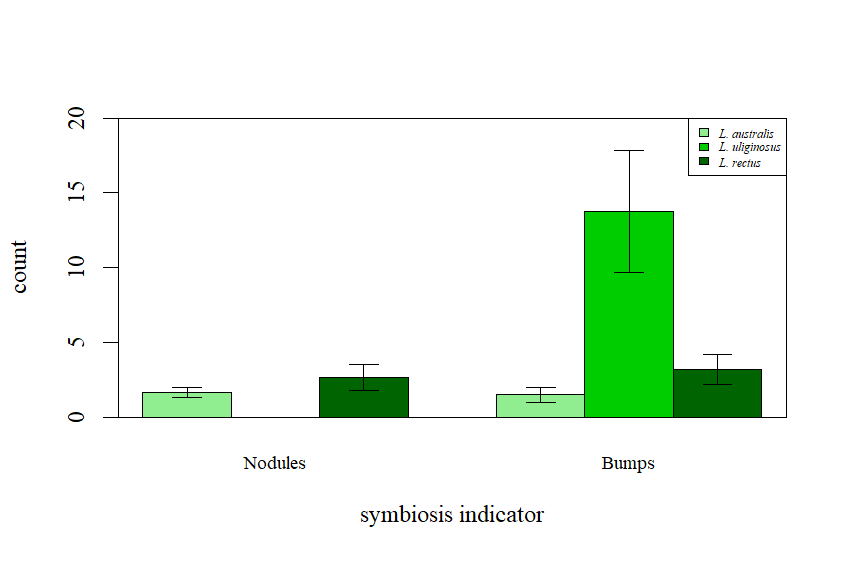 20
15
10
5
0
count
L. australis
L. uliginosus
L. rectus
Nodules
Bumps
symbiosis indicator